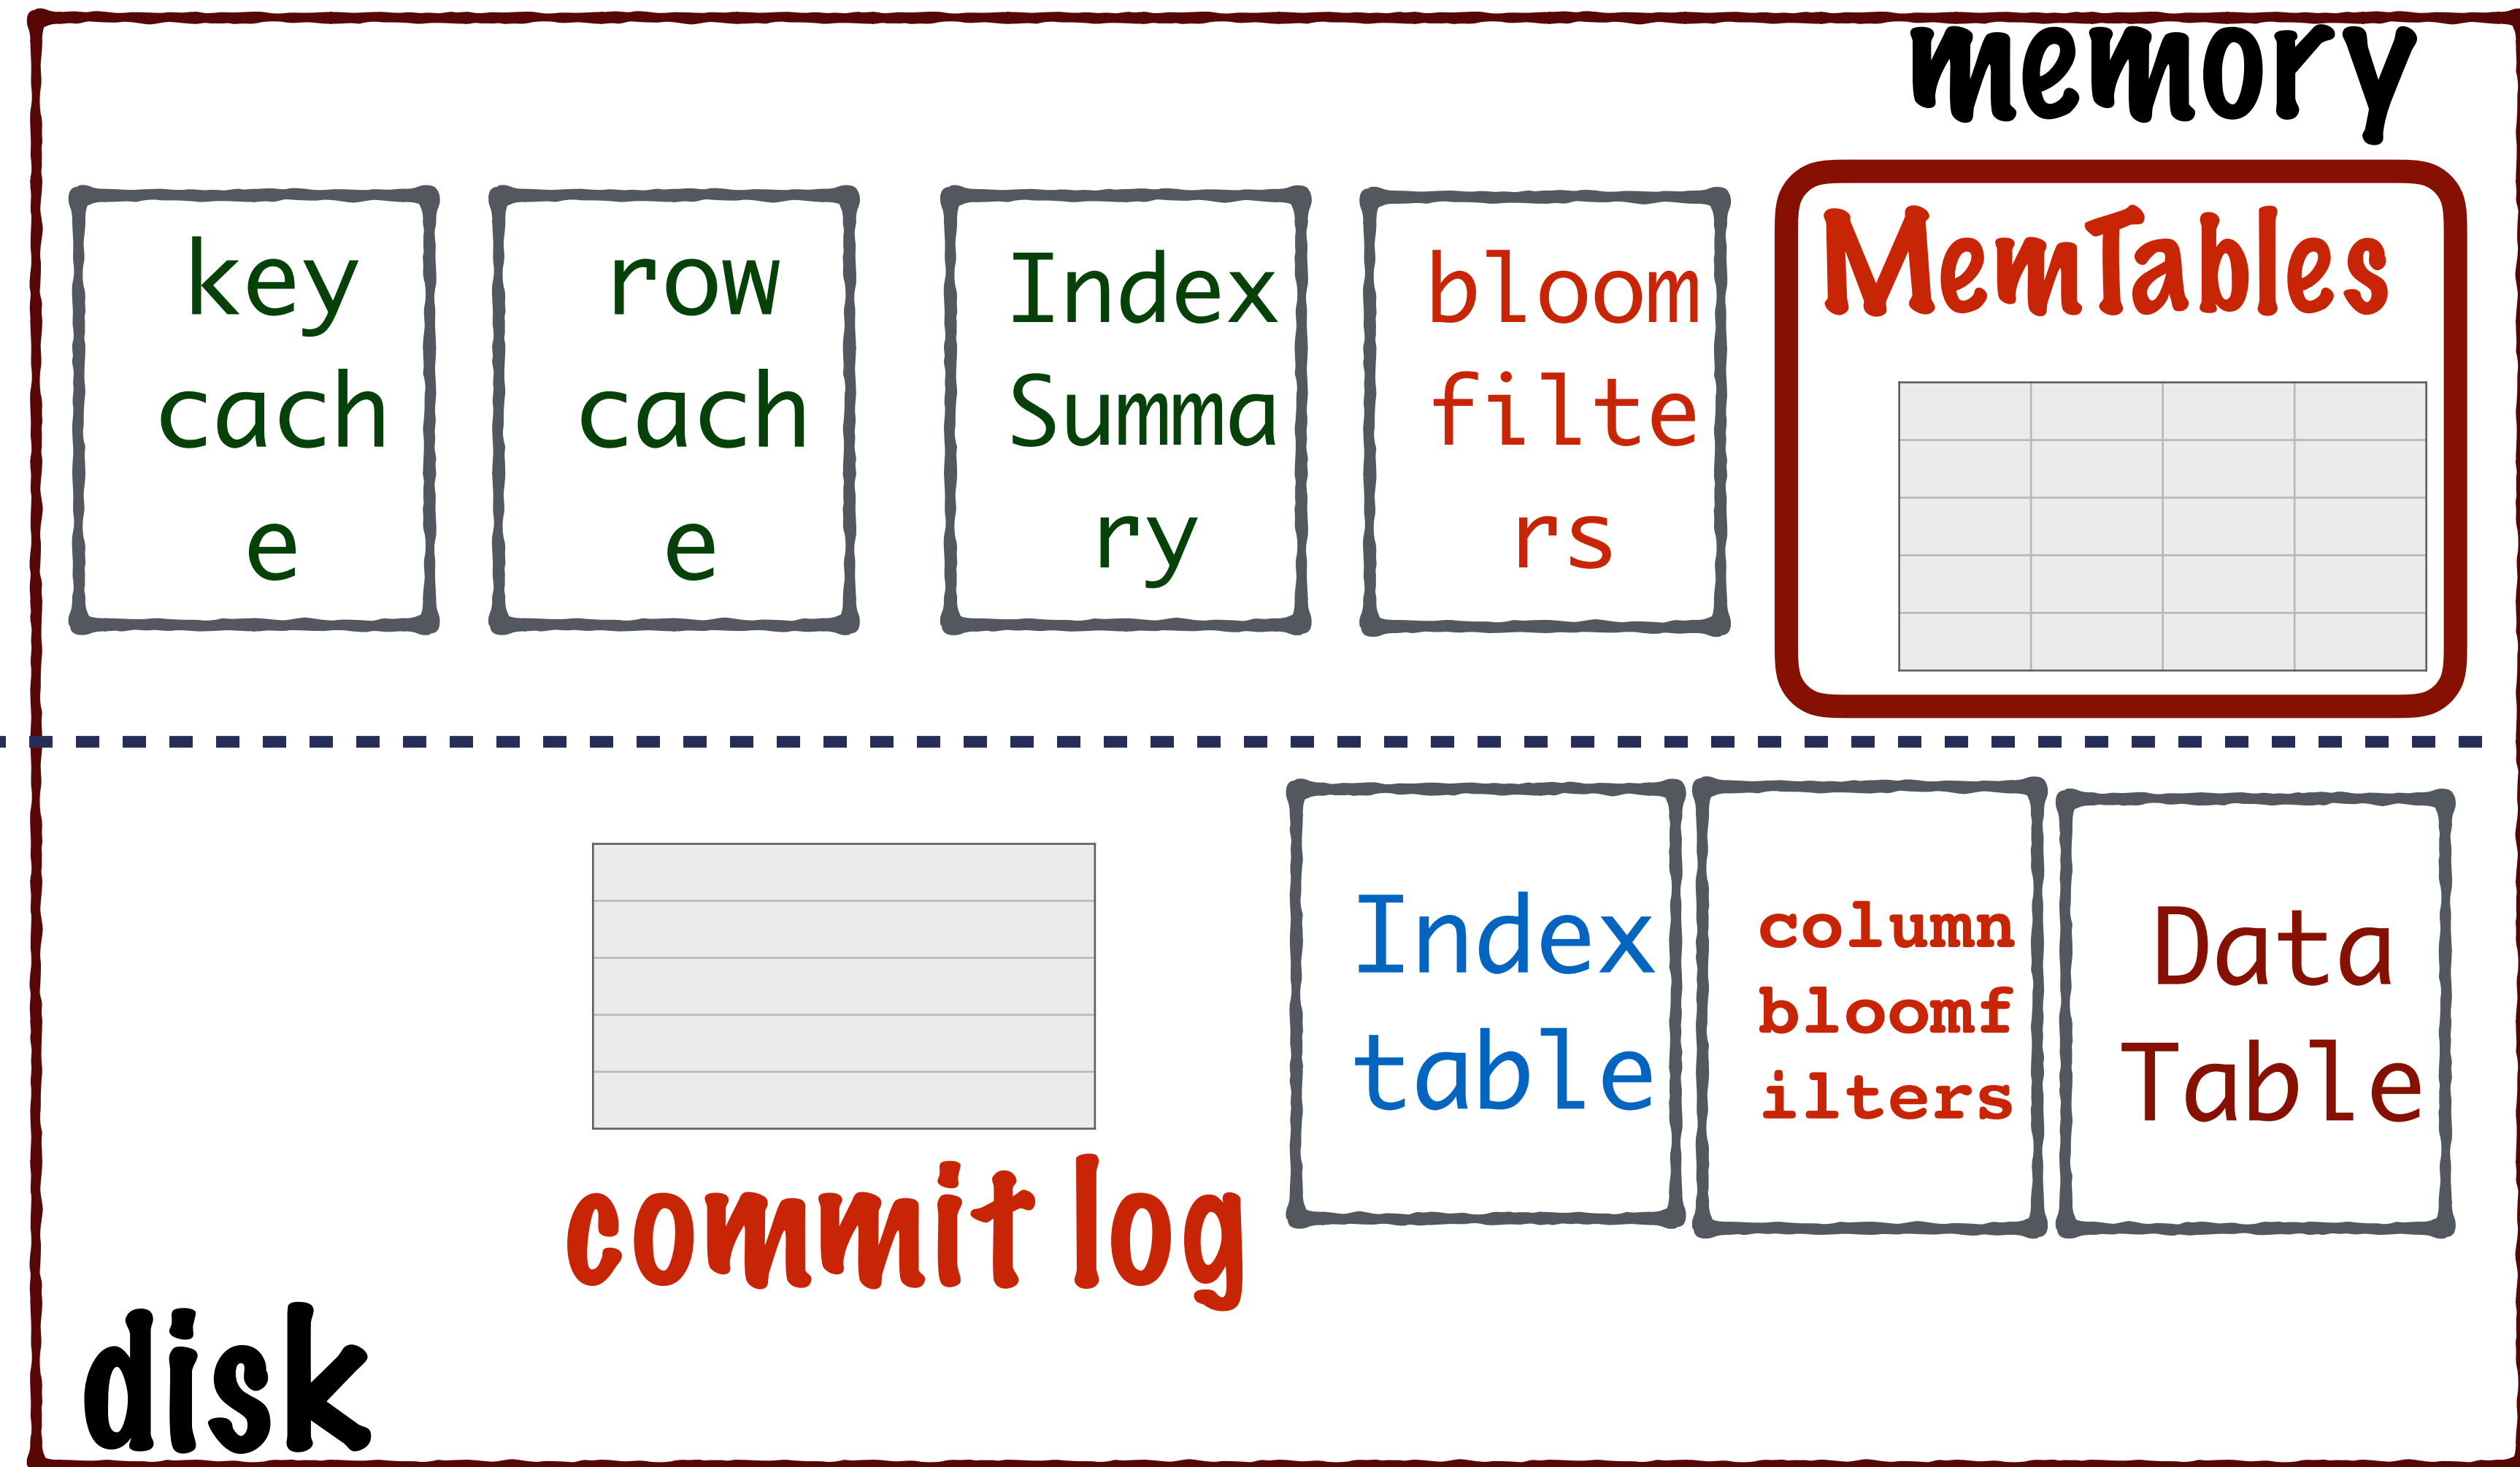 memory
key
cach
e
row
cach
e
Index
Summa
ry
bloom
filte
rs
MemTables
Index
table
column
bloomf
ilters
Data
Table
commit log
disk